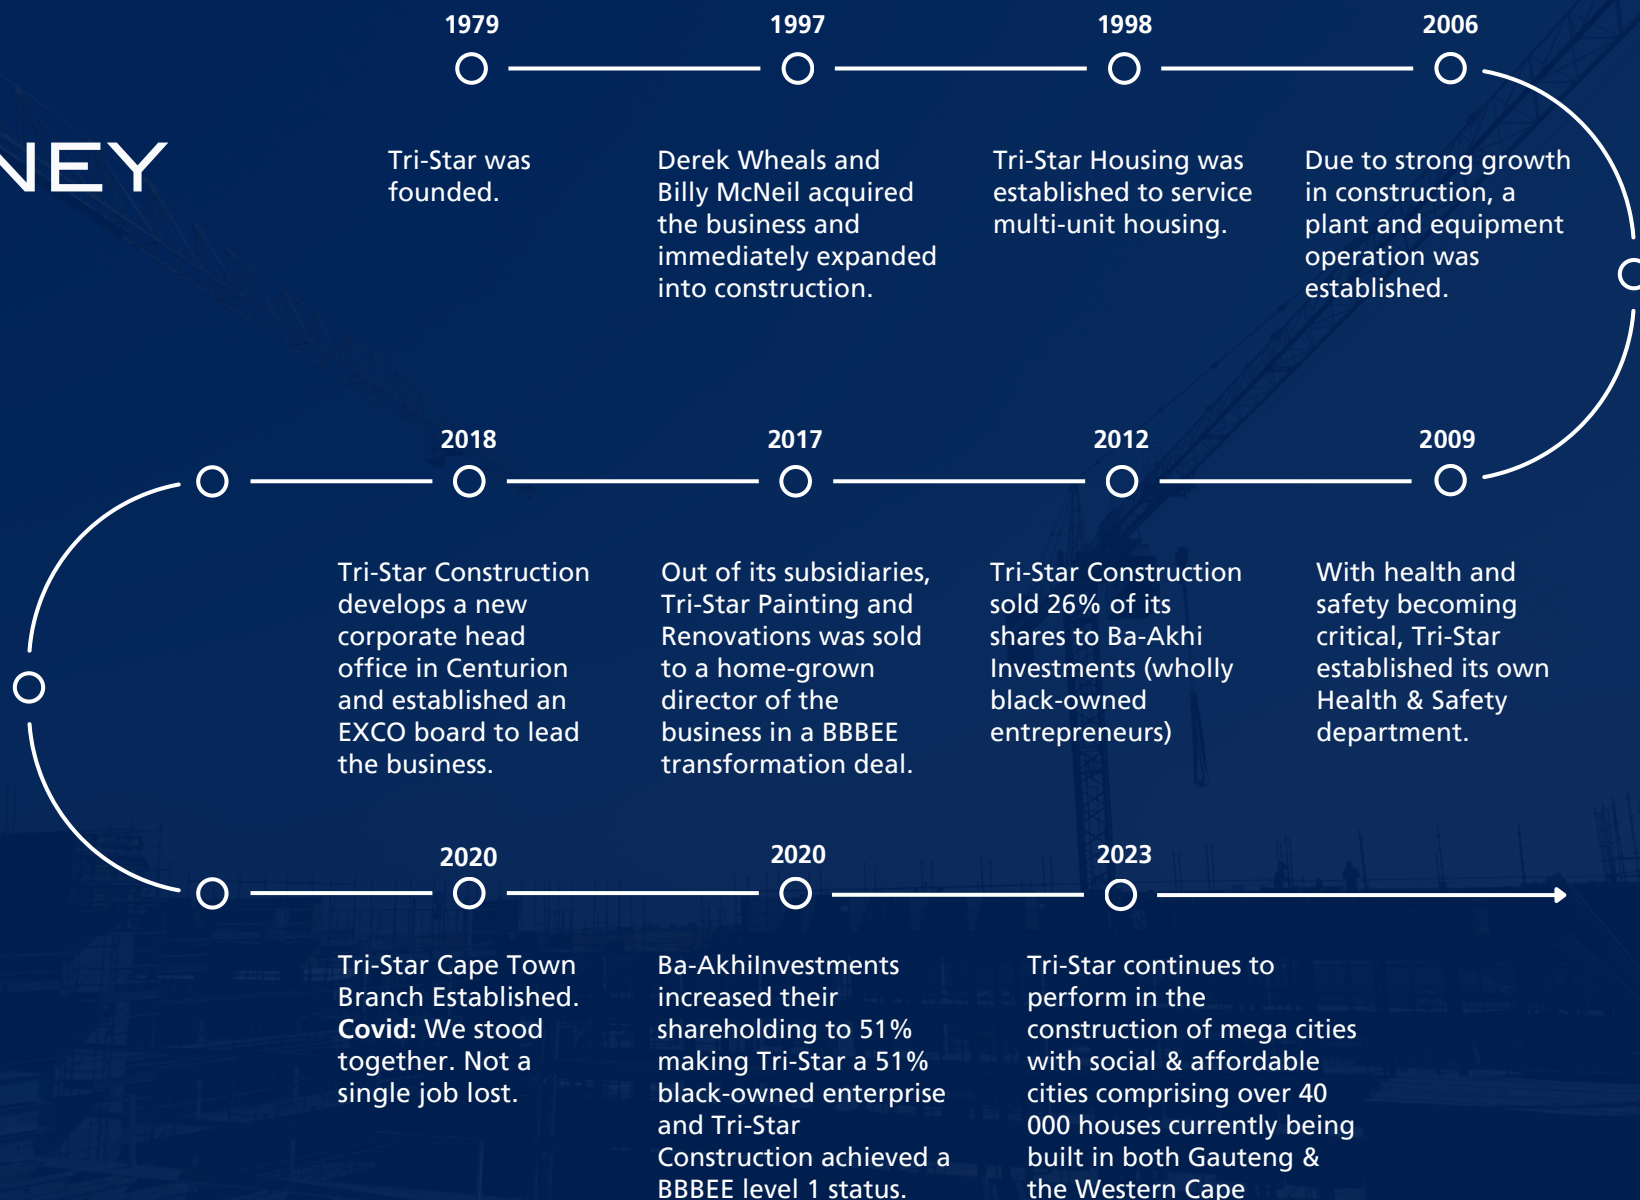 NEY
1979
Tri-Star was
founded.
1997
Derek Wheals and
Billy McNeil acquired
the business and
immediately expanded
into construction.
1998
Tri-Star Housing was
established to service
multi-unit housing.
2006
Due to strong growth
in construction, a
plant and equipment
operation was
established.
2009
With health and
safety becoming
critical, Tri-Star
established its own
Health & Safety
department.
2012
Tri-Star Construction
sold 26% of its
shares to Ba-Akhi
Investments (wholly
black-owned
entrepreneurs)
2017
Out of its subsidiaries,
Tri-Star Painting and
Renovations was sold
to a home-grown
director of the
business in a BBBEE
transformation deal.
2018
Tri-Star Construction
develops a new
corporate head
office in Centurion
and established an
EXCO board to lead
the business.
2020
Tri-Star Cape Town
Branch Established.
Covid: We stood
together. Not a
single job lost.
2020
Ba-AkhiInvestments
increased their
shareholding to 51%
making Tri-Star a 51%
black-owned enterprise
and Tri-Star
Construction achieved a
BBBEE level 1 status.
2023
Tri-Star continues to
perform in the
construction of mega cities
with social & affordable
cities comprising over 40
000 houses currently being
built in both Gauteng &
the Western Cape